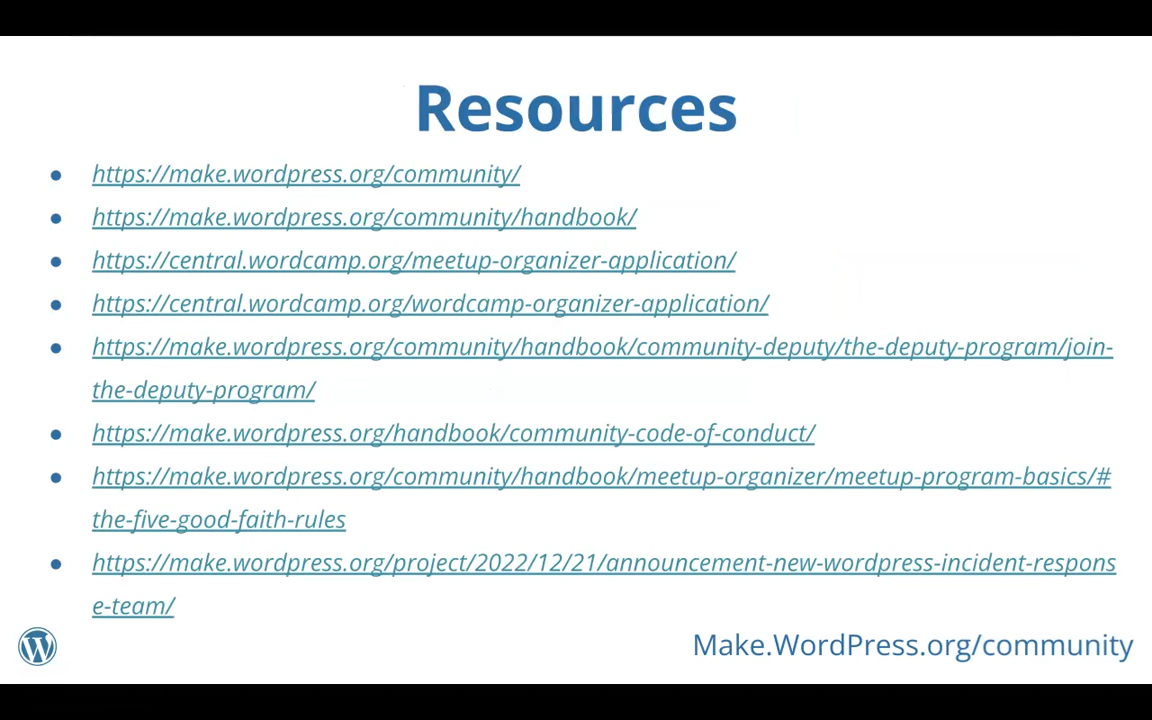 Resources
● https://make.wordpress.org/community/
● https://make.wordpress.org/community/handbook/
● https://central.wordcamp.org/meetup-organizer-application/
● https://central.wordcamp.org/wordcamp-organizer-application/
● https://make.wordpress.org/community/handbook/community-deputy/the-deputy-program/join-
the-deputy-program/
● https://make.wordpress.org/handbook/community-code-of-conduct/
● https://make.wordpress.org/community/handbook/meetup-organizer/meetup-program-basics/#
the-five-good-faith-rules
● https://make.wordpress.org/project/2022/12/21/announcement-new-wordpress-incident-respons
e-team/
Make.WordPress.org/community